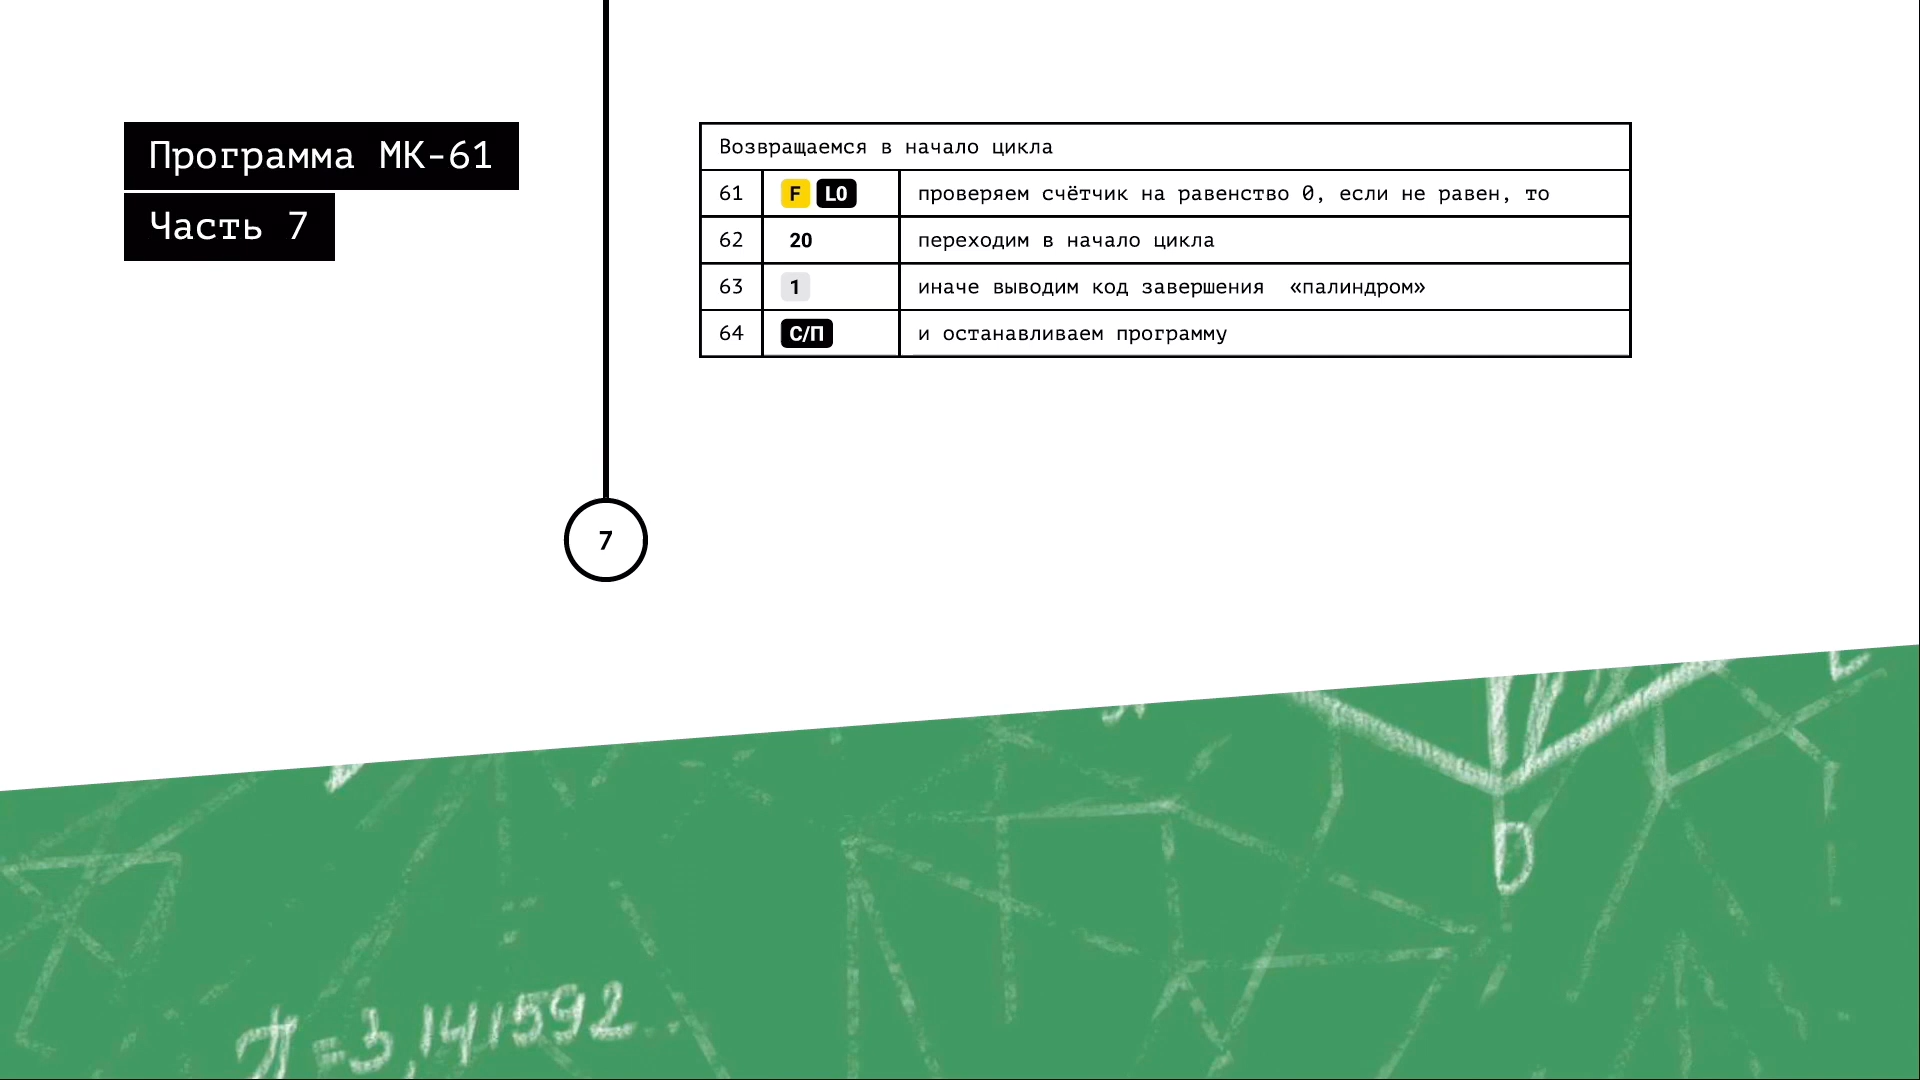 Программа МК-61
Часть 7
Возвращаемся в начало цикла
61 F L0 проверяем счётчик на равенство 0, если не равен, то
62 20 переходим в начало цикла
63 1 иначе выводим код завершения «палиндром»
64 С/П и останавливаем программу
7
D
π=3,141592...